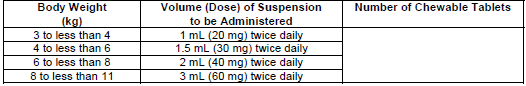 Body Weight (kg) Volume (Dose) of Suspension to be Administered Number of Chewable Tablets
3 to less than 4 1 mL (20 mg) twice daily
4 to less than 6 1.5 mL (30 mg) twice daily
6 to less than 8 2 mL (40 mg) twice daily
8 to less than 11 3 mL (60 mg) twice daily